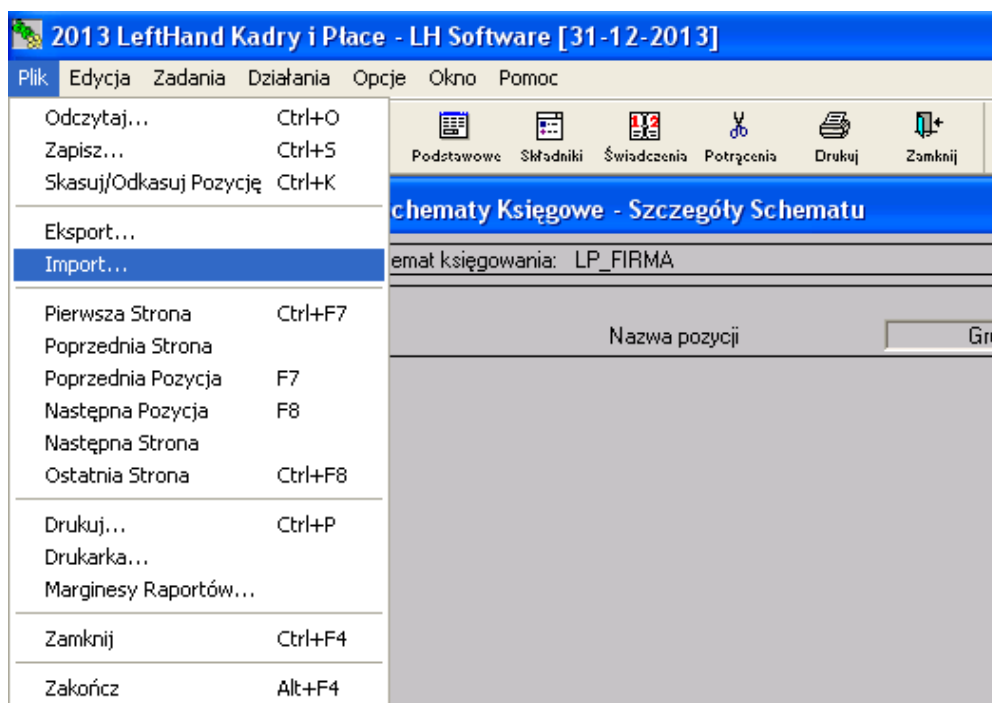 2013 LeftHand Kadry i Płace - LH Software [31-12-2013]
Plik Edycja Zadania Działania Opcje Okno Pomoc
Podstawowe Składniki Świadczenia Potrącenia Drukuj Zamknij
Odczytaj... Ctrl+O
Zapisz... Ctrl+S
Skasuj/Odkasuj Pozycję Ctrl+K
Eksport...
Import...
Pierwsza Strona Ctrl+F7
Poprzednia Strona
Poprzednia Pozycja F7
Następna Pozycja F8
Następna Strona
Ostatnia Strona Ctrl+F8
Drukuj... Ctrl+P
Drukarka...
Marginesy Raportów...
Zamknij Ctrl+F4
Zakończ Alt+F4
chematy Księgowe - Szczegóły Schematu
emat księgowania: LP_FIRMA
Nazwa pozycji